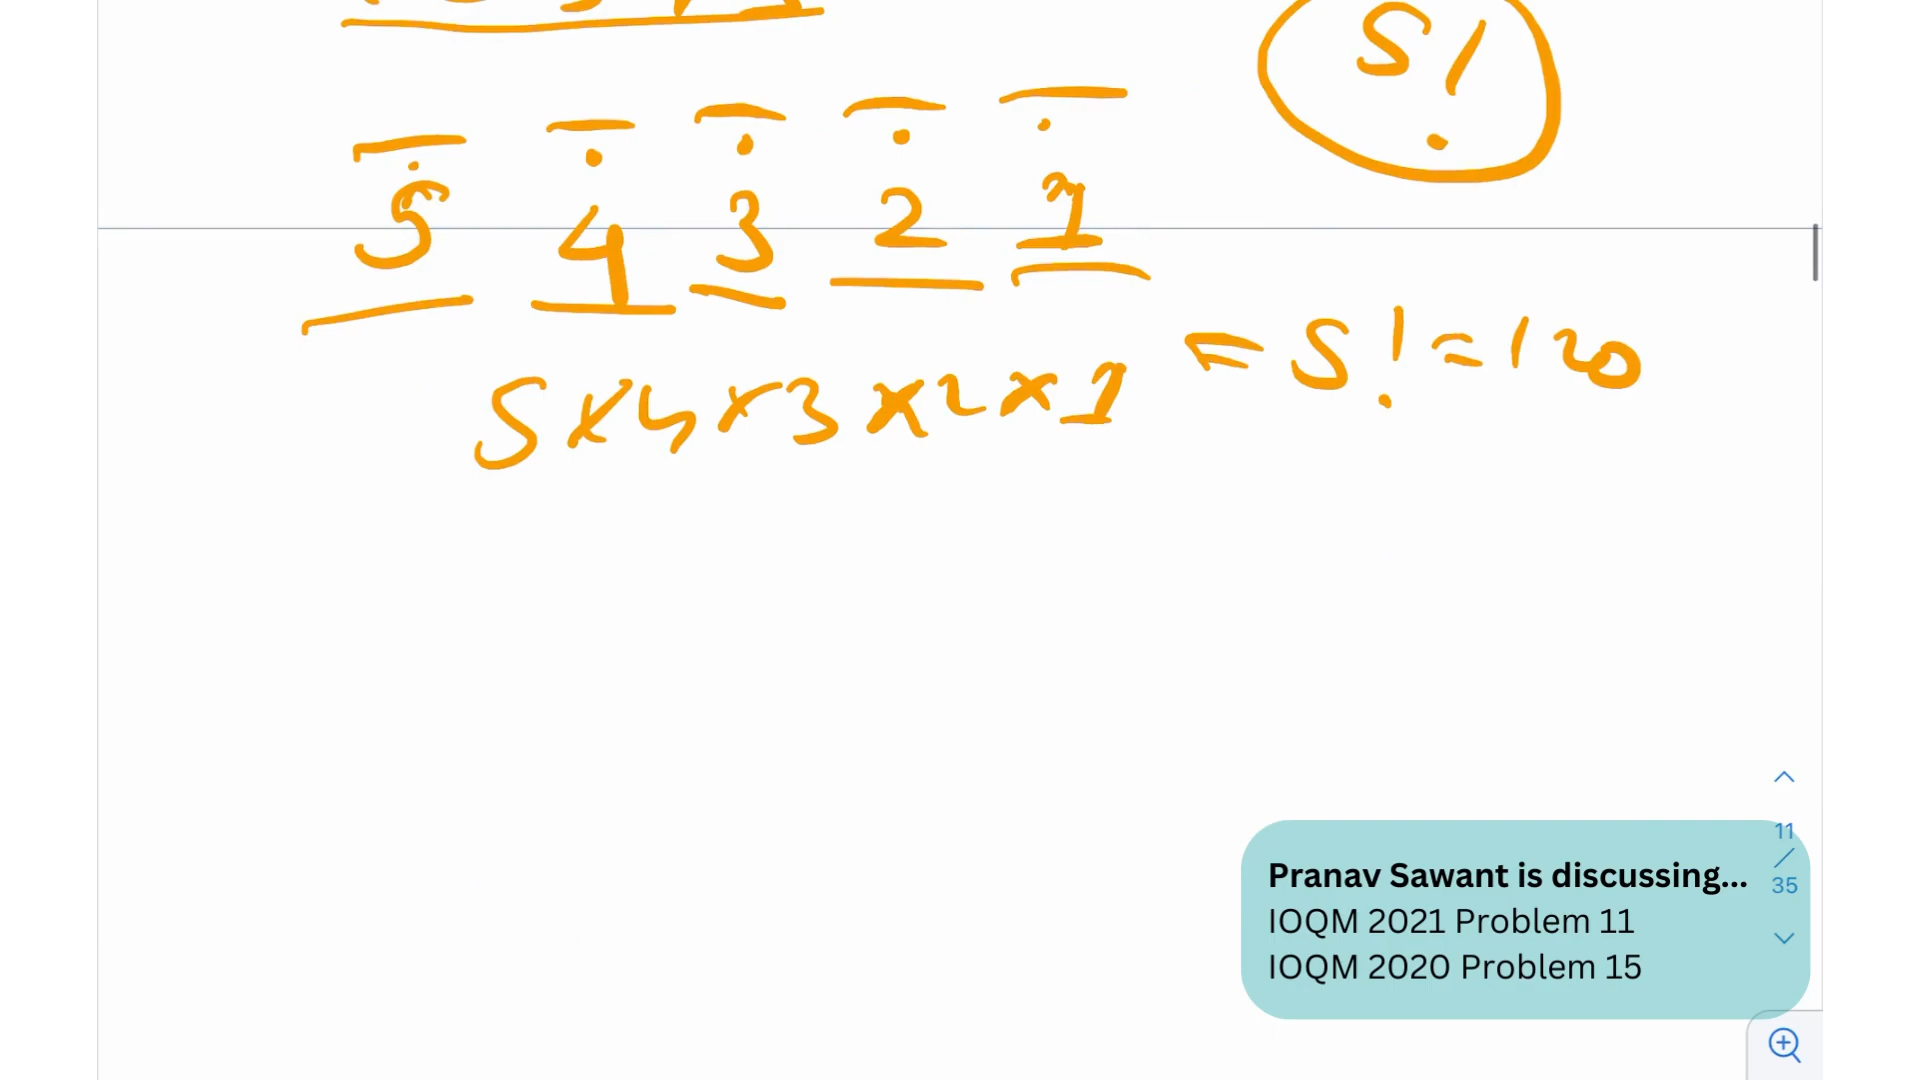 5!
5 4 3 2 1
5×4×3×2×1 = 5! = 120
11
/
35
Pranav Sawant is discussing...
IOQM 2021 Problem 11
IOQM 2020 Problem 15